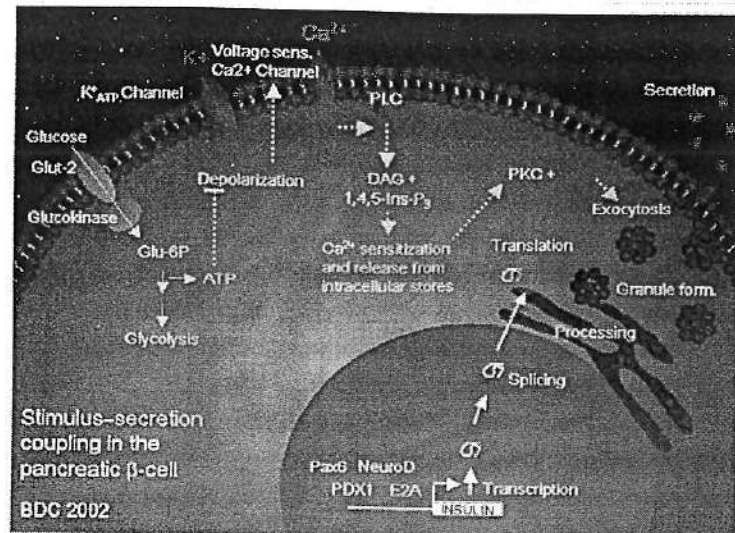 Ca²⁺
K+
Voltage sens.
Ca2+ Channel
K⁺ATP Channel
PLC
Secretion
Glucose
Glut-2
Glucokinase
Depolarization
DAG +
1,4,5-Ins-P₃
PKC +
Exocytosis
Glu-6P
ATP
Ca²⁺ sensitization
and release from
intracellular stores
Translation
Granule form.
Glycolysis
Processing
Splicing
Stimulus–secretion
coupling in the
pancreatic β-cell
Pax6 NeuroD
PDX1 E2A
Transcription
INSULIN
BDC 2002